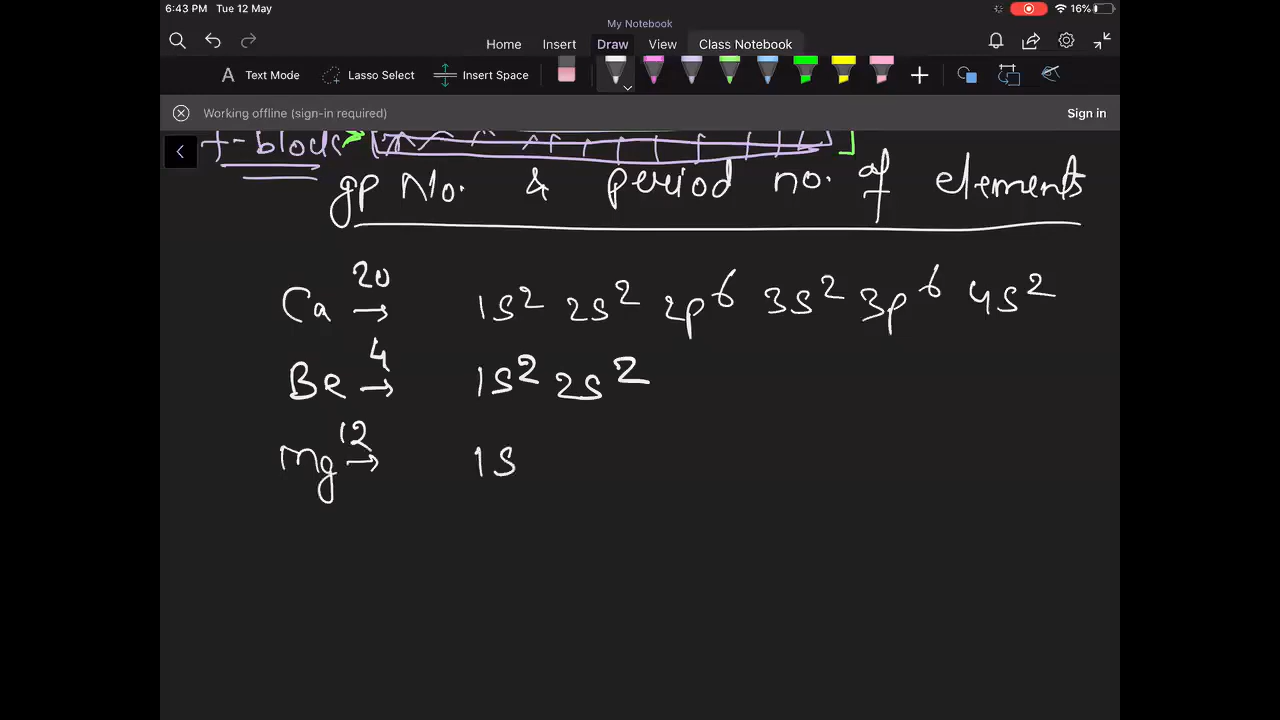 6:43 PM Tue 12 May 16%
My Notebook
Home Insert Draw View Class Notebook
A Text Mode Lasso Select Insert Space
Working offline (sign-in required) Sign in
f-block
gp No. & period no. of elements
Ca 20→ 1s² 2s² 2p⁶ 3s² 3p⁶ 4s²
Be 4→ 1s² 2s²
Mg 12→ 1s